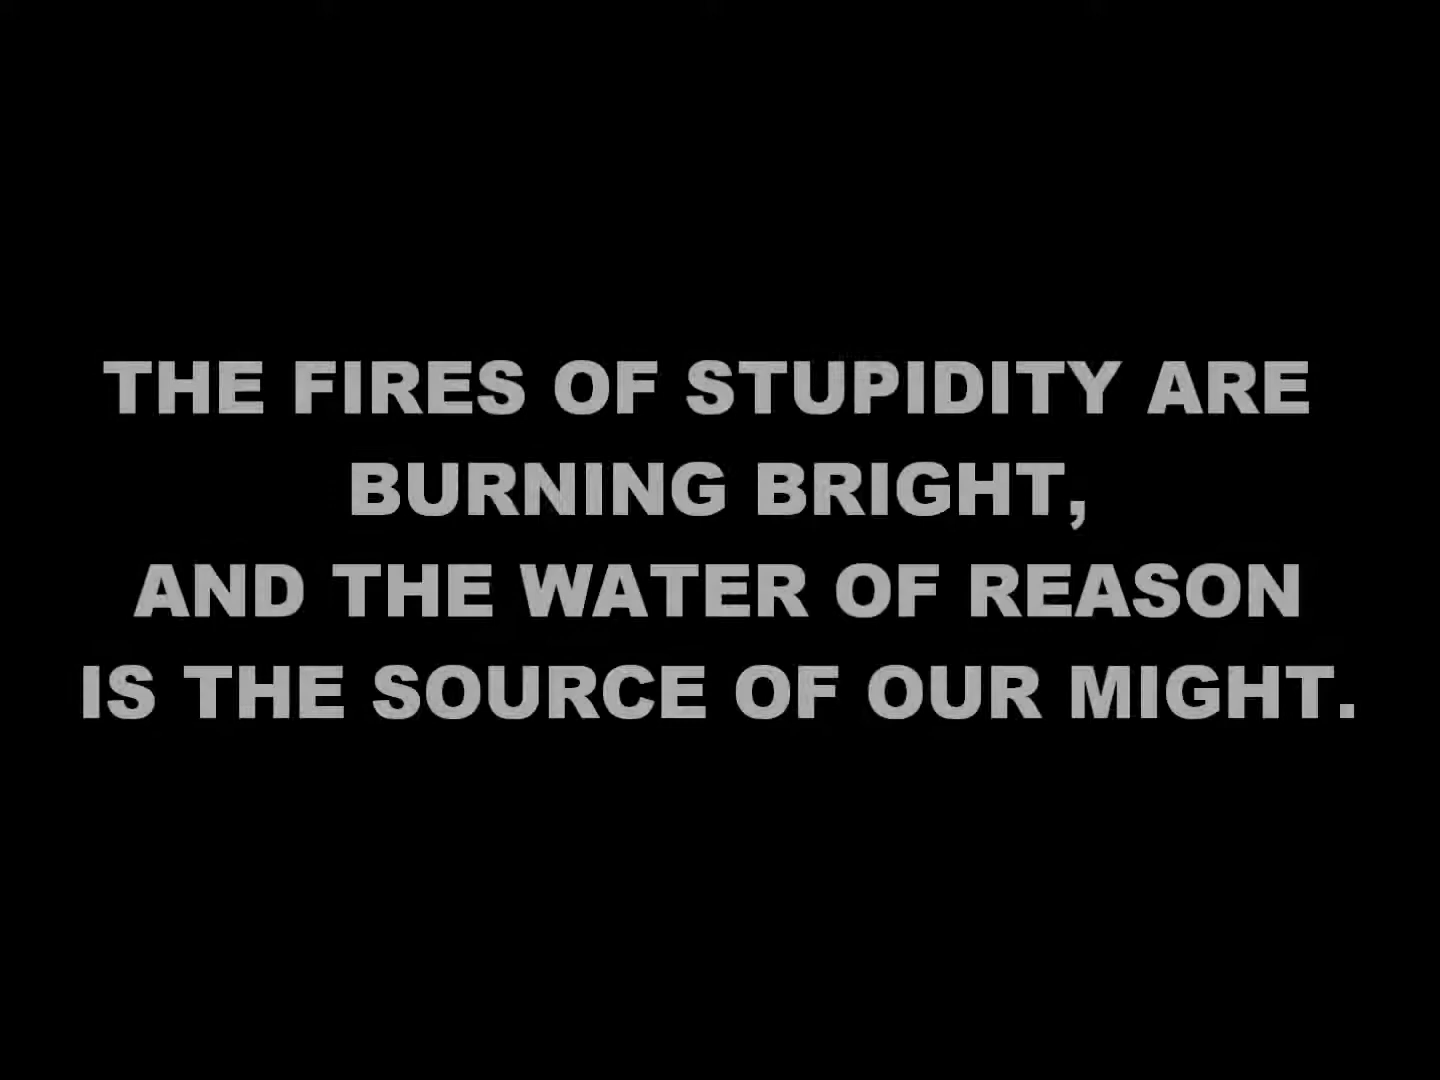 THE FIRES OF STUPIDITY ARE
BURNING BRIGHT,
AND THE WATER OF REASON
IS THE SOURCE OF OUR MIGHT.